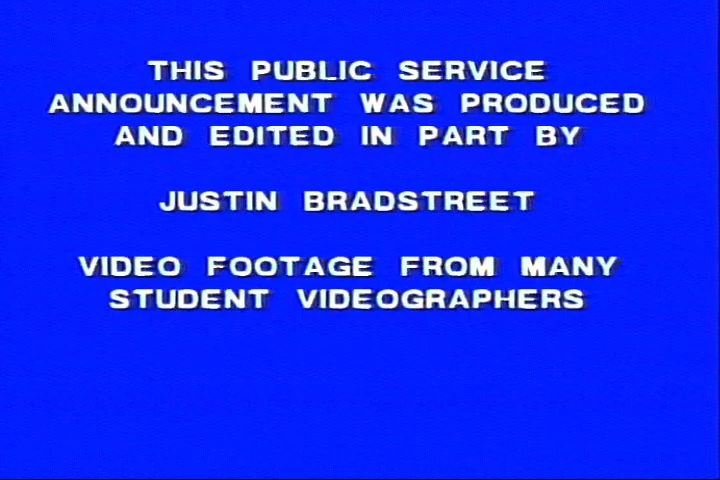 THIS PUBLIC SERVICE
ANNOUNCEMENT WAS PRODUCED
AND EDITED IN PART BY
JUSTIN BRADSTREET
VIDEO FOOTAGE FROM MANY
STUDENT VIDEOGRAPHERS